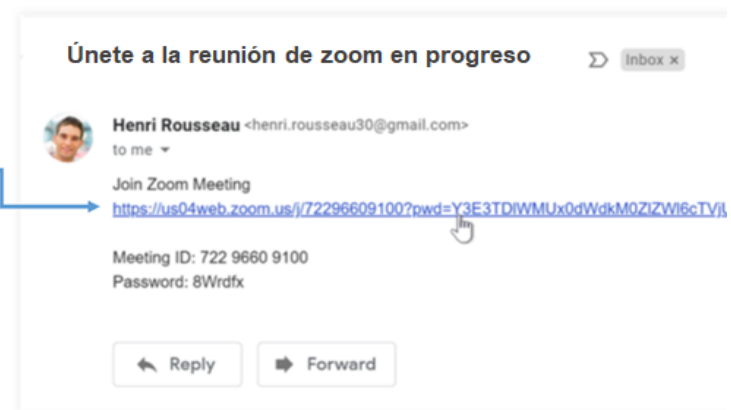 Únete a la reunión de zoom en progreso
Inbox ×
Henri Rousseau <henri.rousseau30@gmail.com>
to me
Join Zoom Meeting
https://us04web.zoom.us/j/72296609100?pwd=
Meeting ID: 722 9660 9100
Password: 8Wrdfx
Reply
Forward